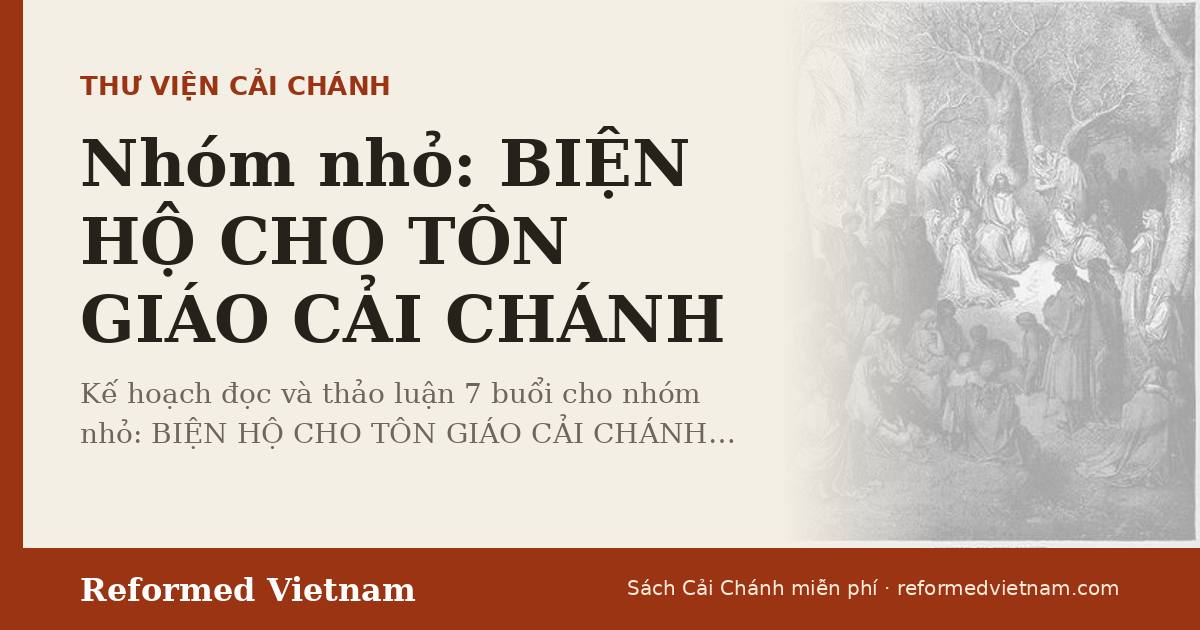 THƯ VIỆN CẢI CHÁNH
Nhóm nhỏ: BIỆN
HỘ CHO TÔN
GIÁO CẢI CHÁNH
Kế hoạch đọc và thảo luận 7 buổi cho nhóm
nhỏ: BIỆN HỘ CHO TÔN GIÁO CẢI CHÁNH...
Reformed Vietnam
Sách Cải Chánh miễn phí · reformedvietnam.com